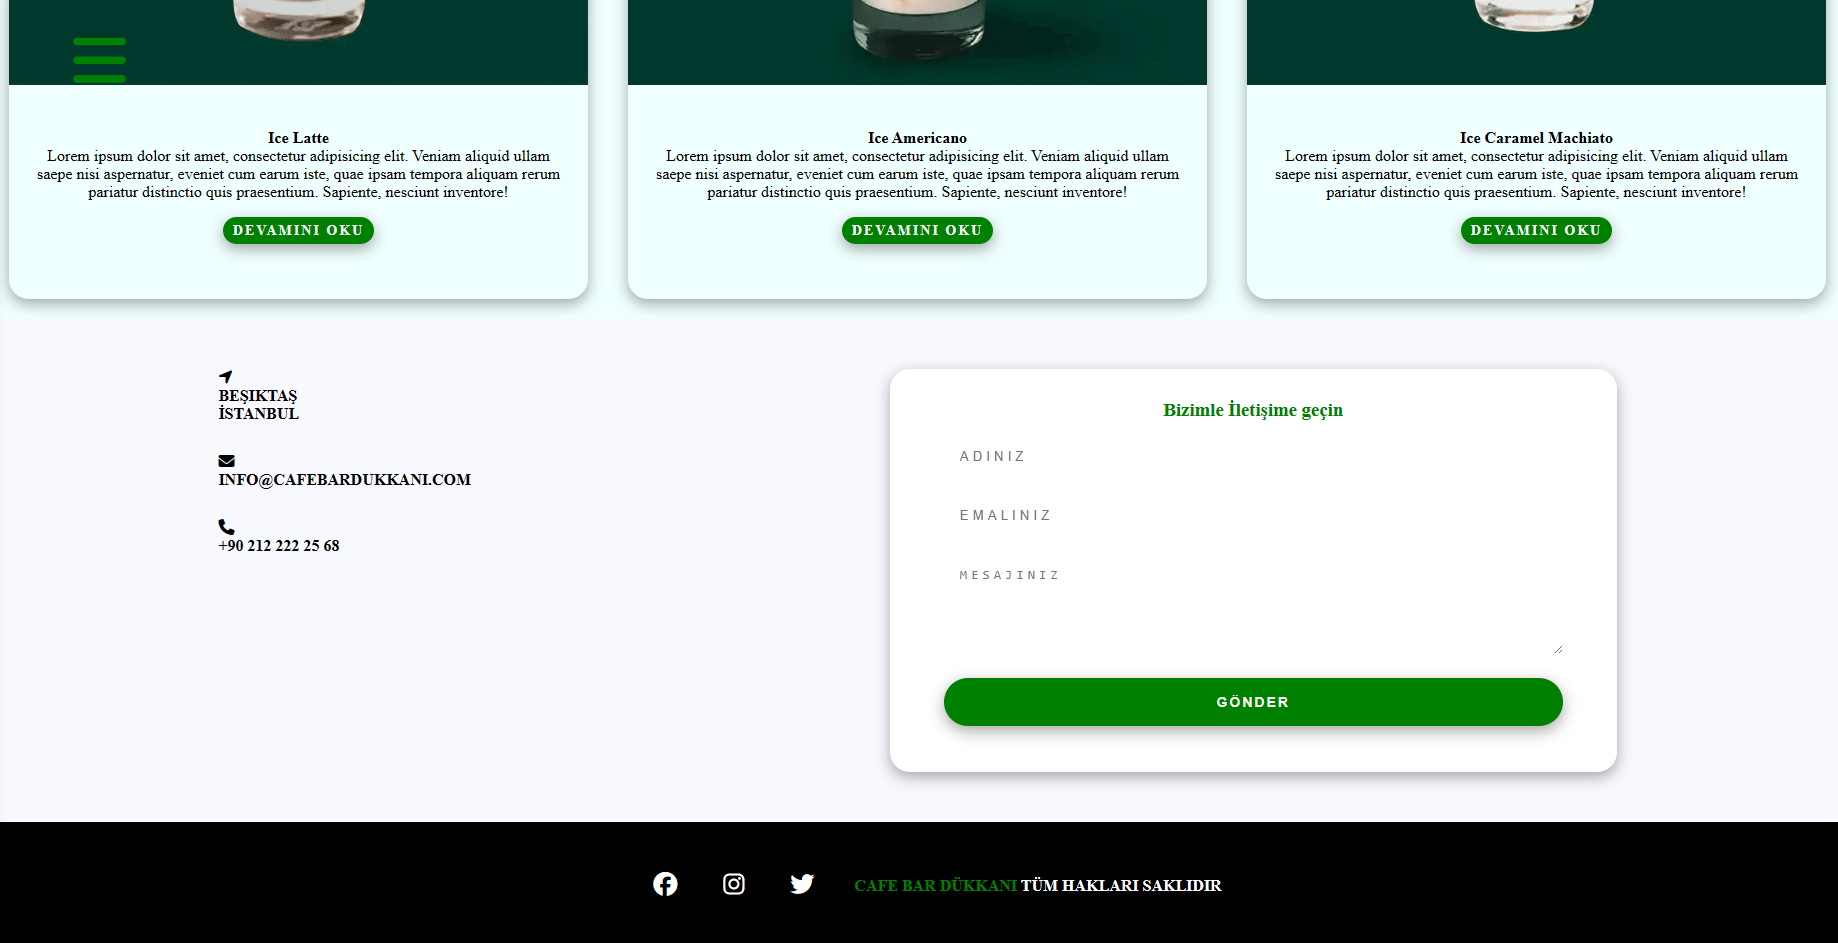 Ice Latte
Lorem ipsum dolor sit amet, consectetur adipisicing elit. Veniam aliquid ullam
saepe nisi aspernatur, eveniet cum earum iste, quae ipsam tempora aliquam rerum
pariatur distinctio quis praesentium. Sapiente, nesciunt inventore!
DEVAMINI OKU
Ice Americano
Lorem ipsum dolor sit amet, consectetur adipisicing elit. Veniam aliquid ullam
saepe nisi aspernatur, eveniet cum earum iste, quae ipsam tempora aliquam rerum
pariatur distinctio quis praesentium. Sapiente, nesciunt inventore!
DEVAMINI OKU
Ice Caramel Machiato
Lorem ipsum dolor sit amet, consectetur adipisicing elit. Veniam aliquid ullam
saepe nisi aspernatur, eveniet cum earum iste, quae ipsam tempora aliquam rerum
pariatur distinctio quis praesentium. Sapiente, nesciunt inventore!
DEVAMINI OKU
BEŞIKTAŞ
İSTANBUL
INFO@CAFEBARDUKKANI.COM
+90 212 222 25 68
Bizimle İletişime geçin
ADINIZ
EMALINIZ
MESAJINIZ
GÖNDER
CAFE BAR DÜKKANI TÜM HAKLARI SAKLIDIR